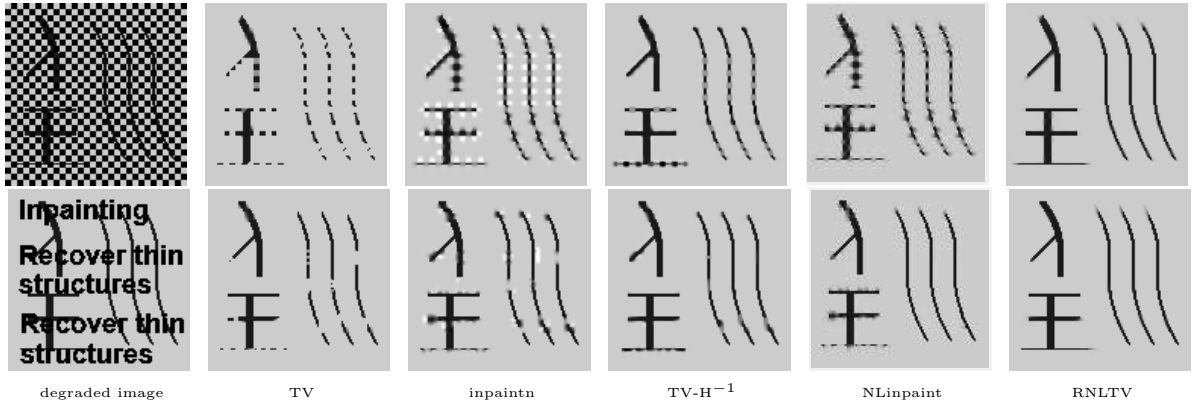 Inpainting
Recover thin
structures
Recover thin
structures
degraded image TV inpaintn TV-H⁻¹ NLinpaint RNLTV